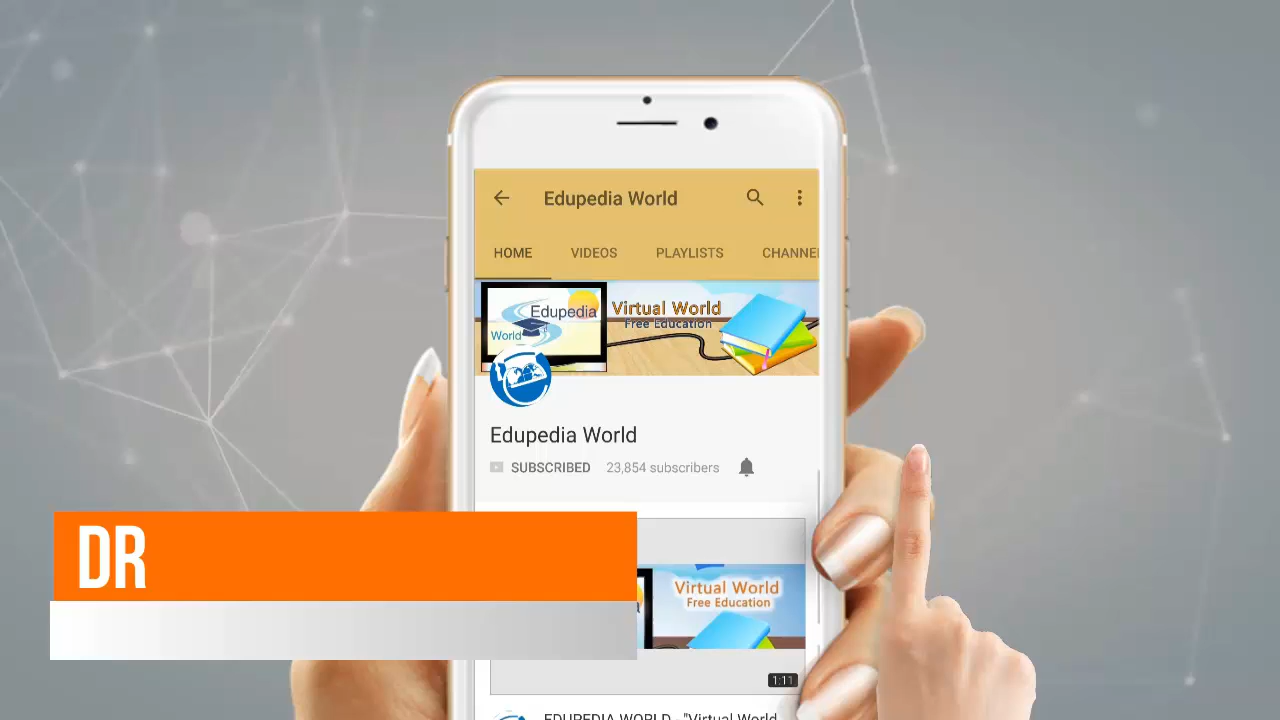 Edupedia World
HOME VIDEOS PLAYLISTS CHANNE
Edupedia
World
Virtual World
Free Education
Edupedia World
SUBSCRIBED 23,854 subscribers
DR
Virtual World
Free Education
1:11
EDUPEDIA WORLD - "Virtual World